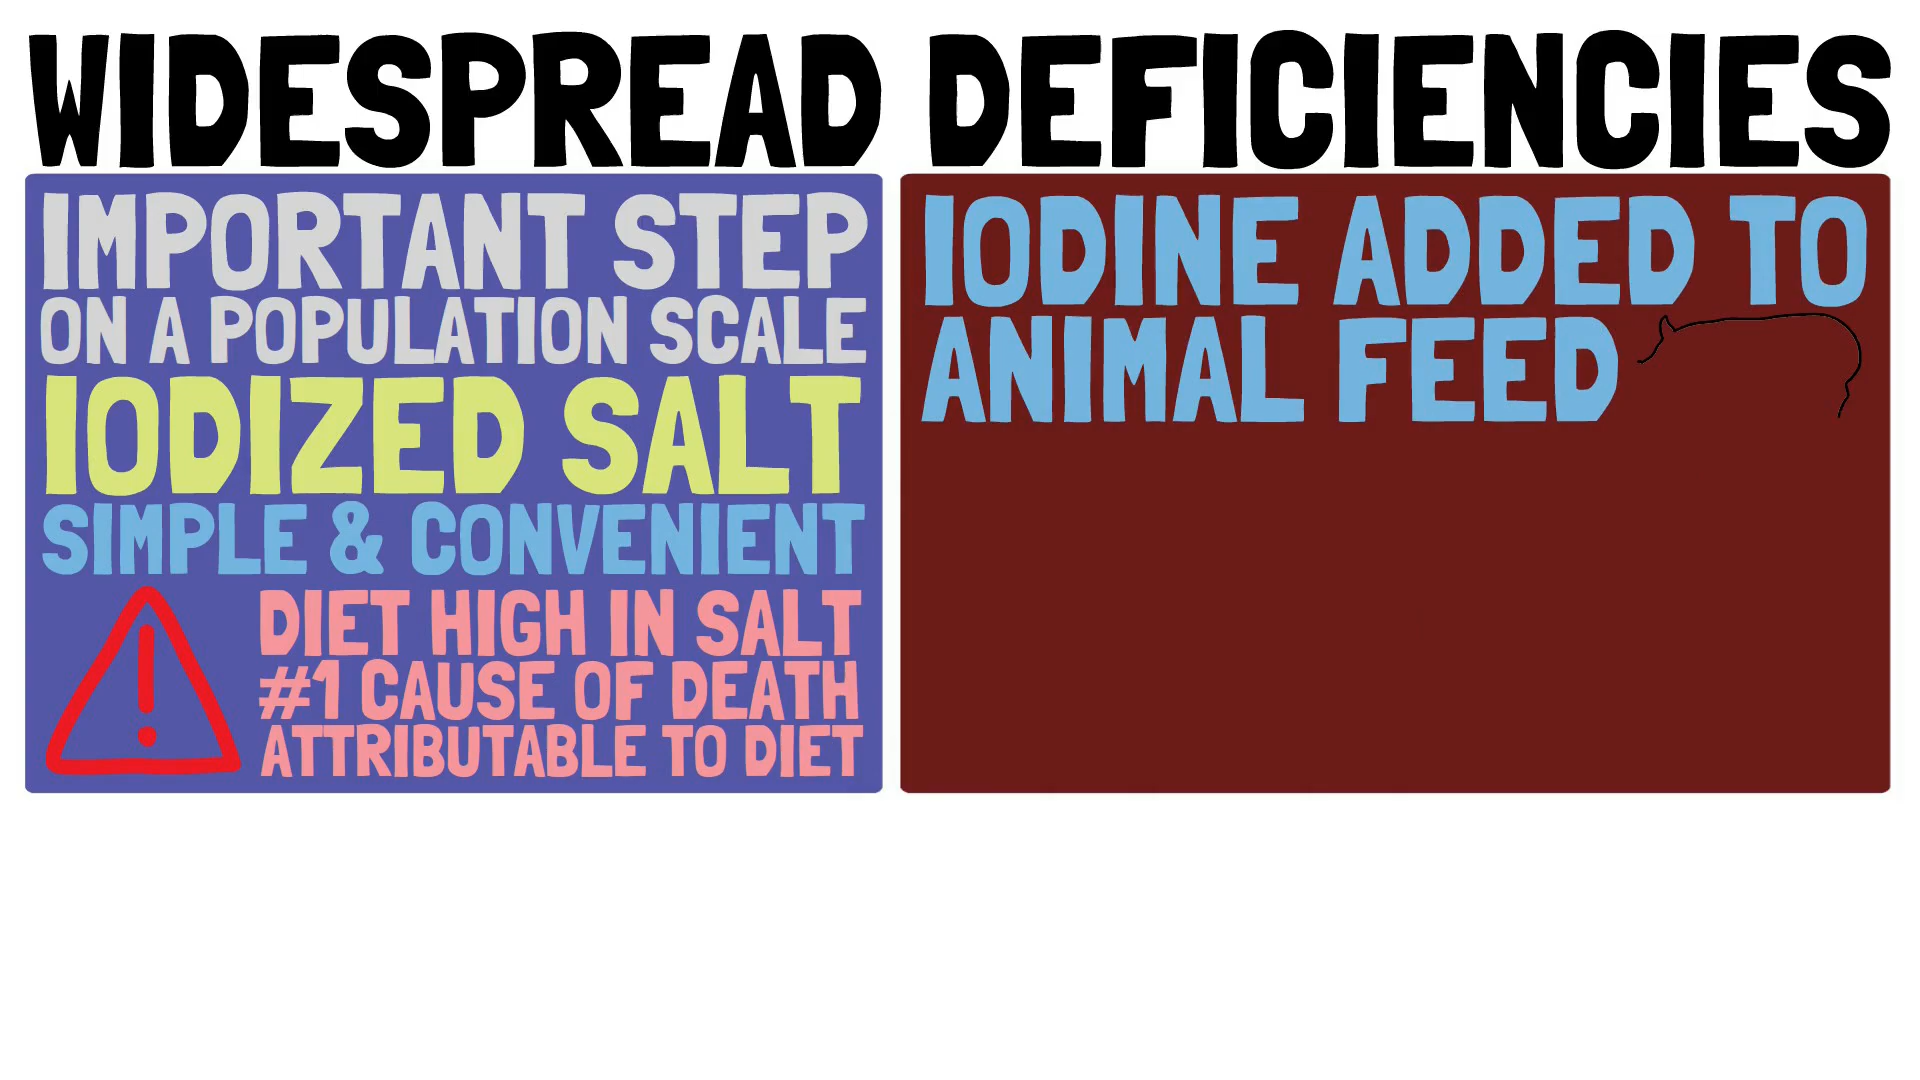 WIDESPREAD DEFICIENCIES
IMPORTANT STEP
ON A POPULATION SCALE
IODIZED SALT
SIMPLE & CONVENIENT
DIET HIGH IN SALT
#1 CAUSE OF DEATH
ATTRIBUTABLE TO DIET
IODINE ADDED TO
ANIMAL FEED